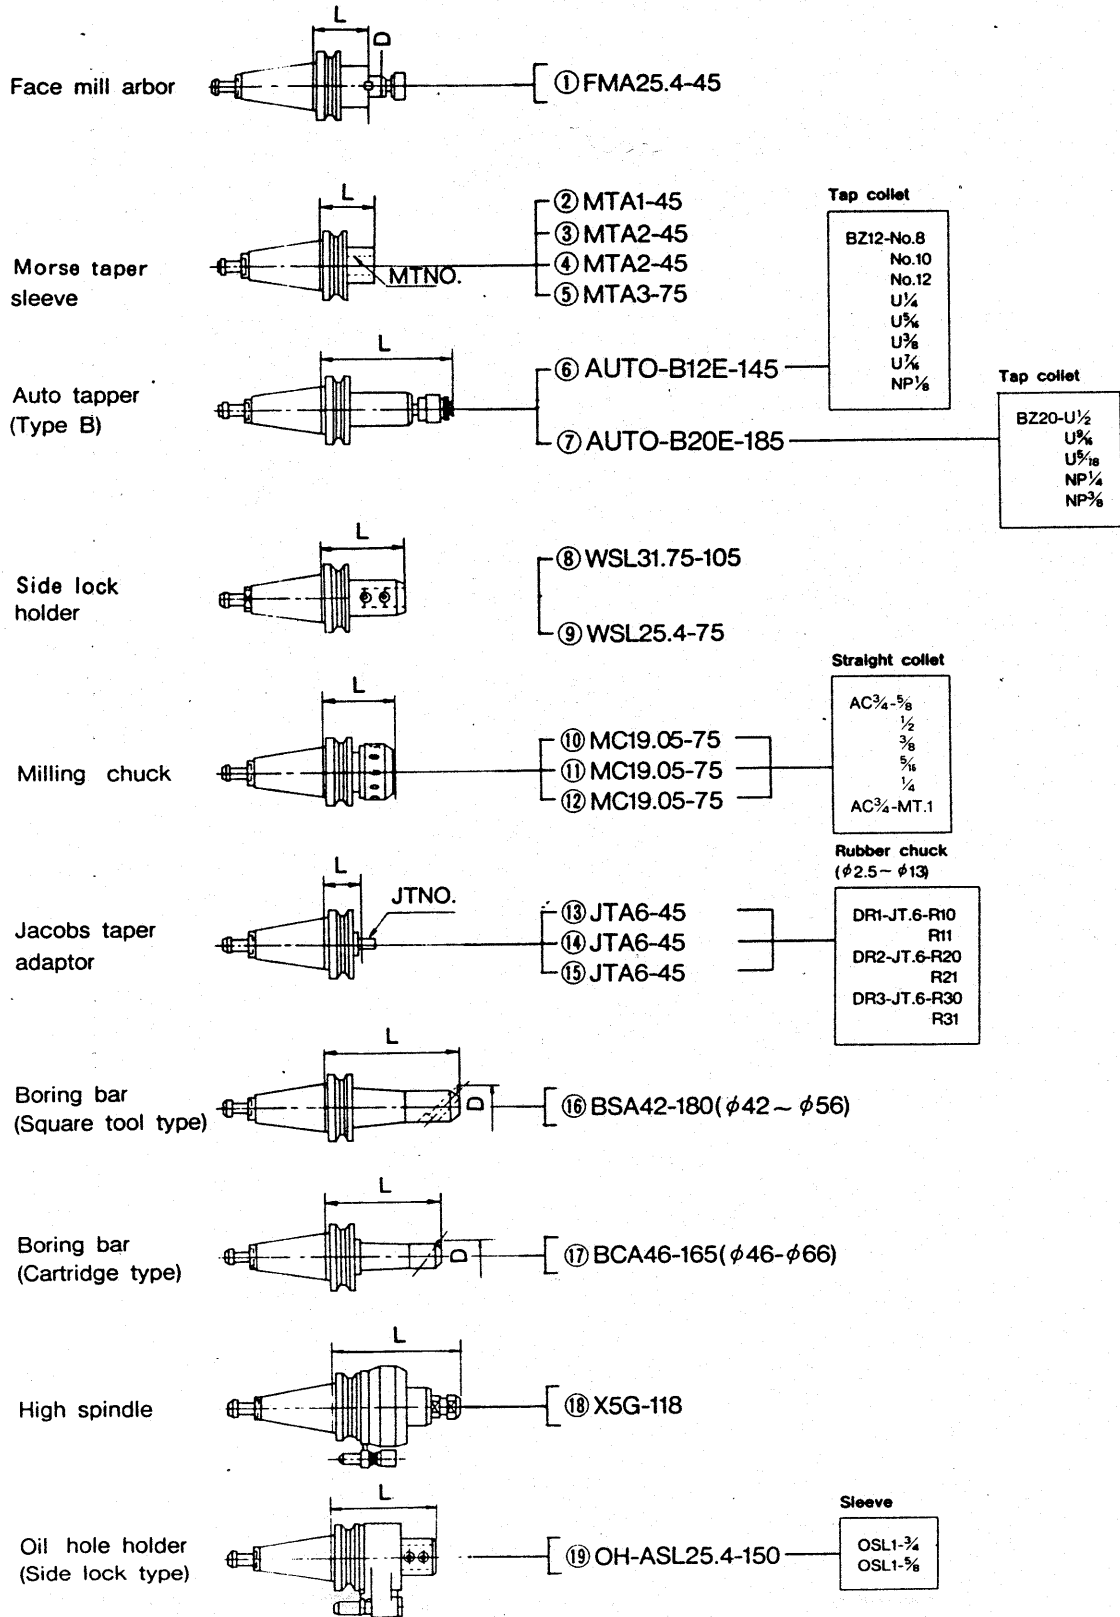 L
D
Face mill arbor
① FMA25.4-45
L
MTNO.
Morse taper
sleeve
② MTA1-45
③ MTA2-45
④ MTA2-45
⑤ MTA3-75
Tap collet
BZ12-No.8
No.10
No.12
U1/4
U5/16
U3/8
U7/16
NP1/8
L
Auto tapper
(Type B)
⑥ AUTO-B12E-145
⑦ AUTO-B20E-185
Tap collet
BZ20-U1/2
U9/16
U5/18
NP1/4
NP3/8
L
Side lock
holder
⑧ WSL31.75-105
⑨ WSL25.4-75
L
Milling chuck
⑩ MC19.05-75
⑪ MC19.05-75
⑫ MC19.05-75
Straight collet
AC3/4-5/8
1/2
3/8
5/16
1/4
AC3/4-MT.1
L
JTNO.
Jacobs taper
adaptor
⑬ JTA6-45
⑭ JTA6-45
⑮ JTA6-45
Rubber chuck
(φ2.5~φ13)
DR1-JT.6-R10
R11
DR2-JT.6-R20
R21
DR3-JT.6-R30
R31
L
D
Boring bar
(Square tool type)
⑯ BSA42-180(φ42~φ56)
L
D
Boring bar
(Cartridge type)
⑰ BCA46-165(φ46-φ66)
L
High spindle
⑱ X5G-118
L
Oil hole holder
(Side lock type)
⑲ OH-ASL25.4-150
Sleeve
OSL1-3/4
OSL1-5/8